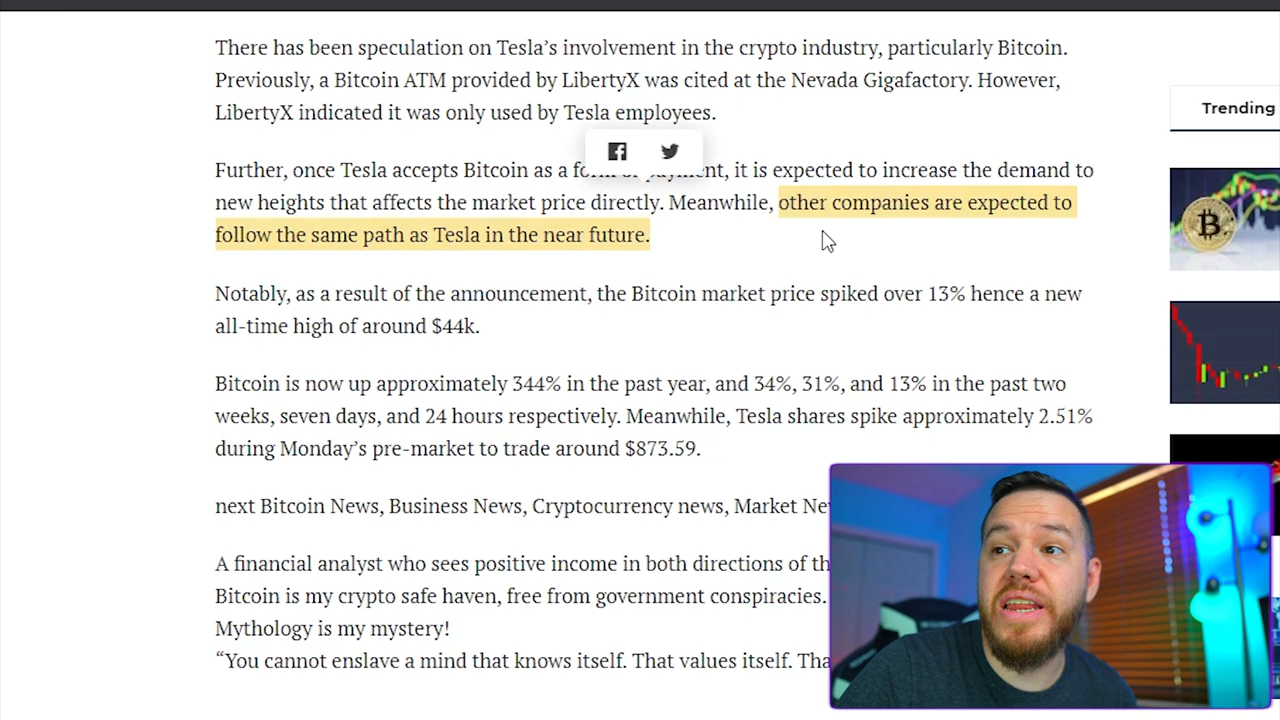 There has been speculation on Tesla’s involvement in the crypto industry, particularly Bitcoin.
Previously, a Bitcoin ATM provided by LibertyX was cited at the Nevada Gigafactory. However,
LibertyX indicated it was only used by Tesla employees.
Trending
Further, once Tesla accepts Bitcoin as a form of payment, it is expected to increase the demand to
new heights that affects the market price directly. Meanwhile, other companies are expected to
follow the same path as Tesla in the near future.
Notably, as a result of the announcement, the Bitcoin market price spiked over 13% hence a new
all-time high of around $44k.
Bitcoin is now up approximately 344% in the past year, and 34%, 31%, and 13% in the past two
weeks, seven days, and 24 hours respectively. Meanwhile, Tesla shares spike approximately 2.51%
during Monday’s pre-market to trade around $873.59.
next Bitcoin News, Business News, Cryptocurrency news, Market Ne
A financial analyst who sees positive income in both directions of th
Bitcoin is my crypto safe haven, free from government conspiracies.
Mythology is my mystery!
“You cannot enslave a mind that knows itself. That values itself. Tha